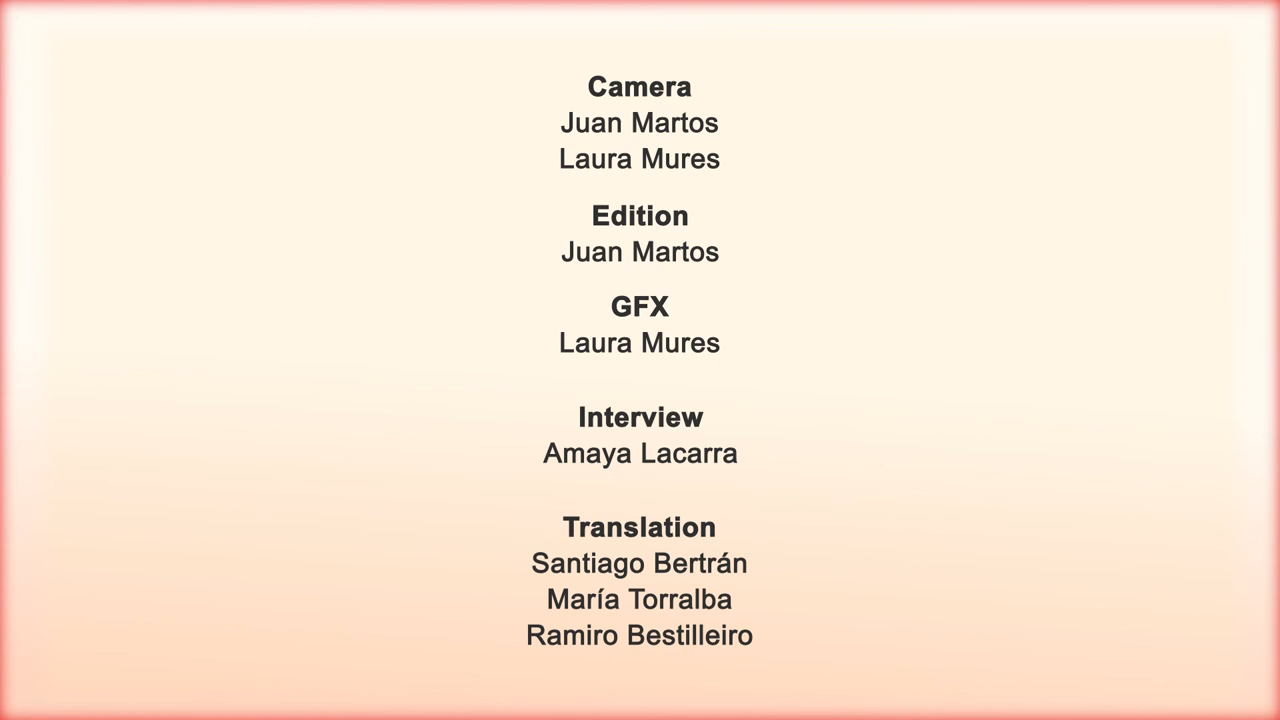 Camera
Juan Martos
Laura Mures
Edition
Juan Martos
GFX
Laura Mures
Interview
Amaya Lacarra
Translation
Santiago Bertrán
María Torralba
Ramiro Bestilleiro